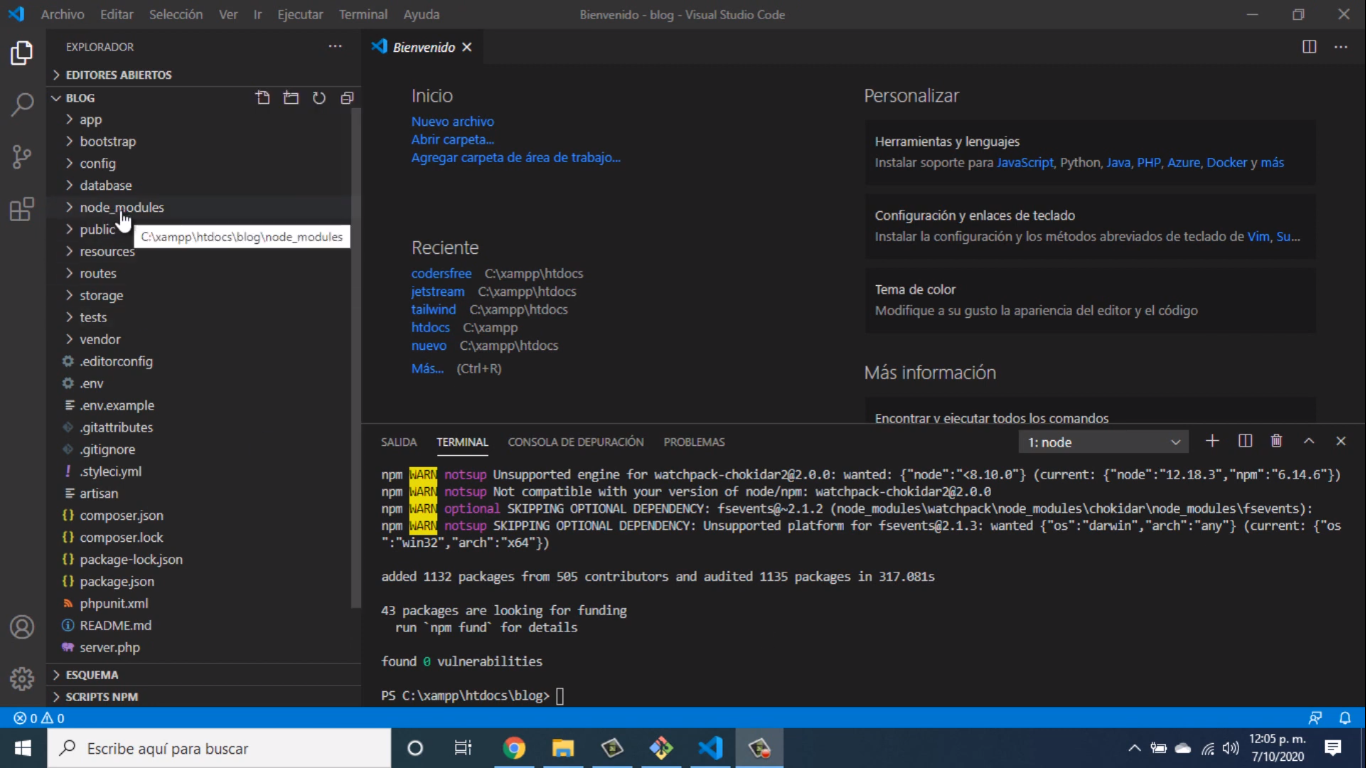 Archivo Editar Selección Ver Ir Ejecutar Terminal Ayuda
Bienvenido - blog - Visual Studio Code
EXPLORADOR
EDITORES ABIERTOS
BLOG
app
bootstrap
config
database
node_modules
public
C:\xampp\htdocs\blog\node_modules
resources
routes
storage
tests
vendor
.editorconfig
.env
.env.example
.gitattributes
.gitignore
.styleci.yml
artisan
composer.json
composer.lock
package-lock.json
package.json
phpunit.xml
README.md
server.php
ESQUEMA
SCRIPTS NPM
Bienvenido
Inicio
Nuevo archivo
Abrir carpeta...
Agregar carpeta de área de trabajo...
Reciente
codersfree C:\xampp\htdocs
jetstream C:\xampp\htdocs
tailwind C:\xampp\htdocs
htdocs C:\xampp
nuevo C:\xampp\htdocs
Más... (Ctrl+R)
Personalizar
Herramientas y lenguajes
Instalar soporte para JavaScript, Python, Java, PHP, Azure, Docker y más
Configuración y enlaces de teclado
Instalar la configuración y los métodos abreviados de teclado de Vim, Su...
Tema de color
Modifique a su gusto la apariencia del editor y el código
Más información
Encontrar y ejecutar todos los comandos
SALIDA TERMINAL CONSOLA DE DEPURACIÓN PROBLEMAS
1: node
npm WARN notsup Unsupported engine for watchpack-chokidar2@2.0.0: wanted: {"node":"<8.10.0"} (current: {"node":"12.18.3","npm":"6.14.6"})
npm WARN notsup Not compatible with your version of node/npm: watchpack-chokidar2@2.0.0
npm WARN optional SKIPPING OPTIONAL DEPENDENCY: fsevents@~2.1.2 (node_modules\watchpack\node_modules\chokidar\node_modules\fsevents):
npm WARN notsup SKIPPING OPTIONAL DEPENDENCY: Unsupported platform for fsevents@2.1.3: wanted {"os":"darwin","arch":"any"} (current: {"os
":"win32","arch":"x64"})
added 1132 packages from 505 contributors and audited 1135 packages in 317.081s
43 packages are looking for funding
run `npm fund` for details
found 0 vulnerabilities
PS C:\xampp\htdocs\blog>
0 0
Escribe aquí para buscar
12:05 p. m.
7/10/2020